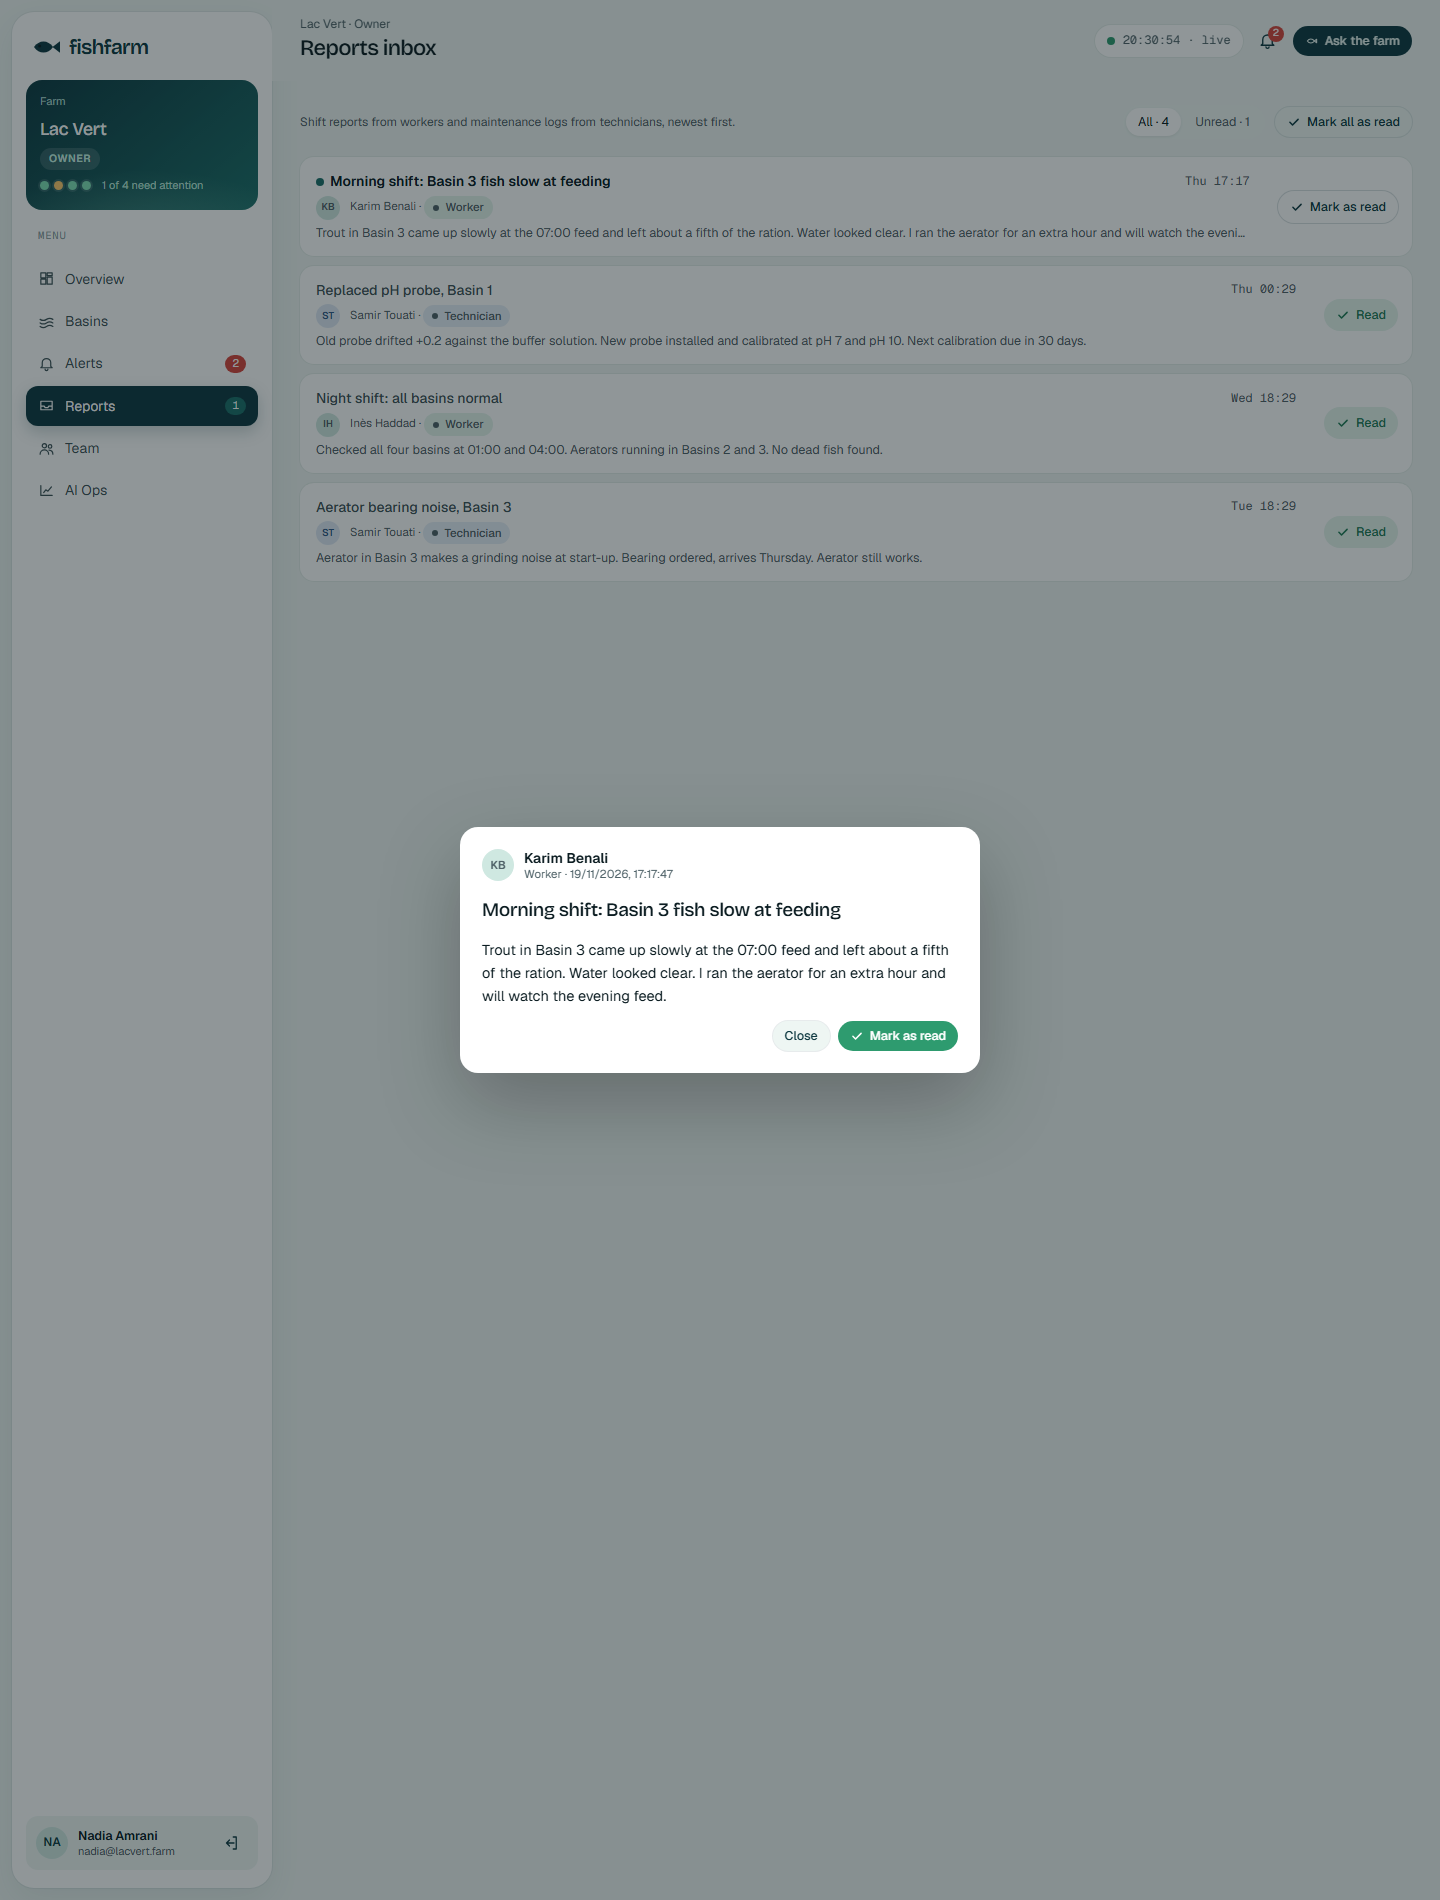 fishfarm
Farm
Lac Vert
OWNER
1 of 4 need attention
MENU
Overview
Basins
Alerts 2
Reports 1
Team
AI Ops
NA
Nadia Amrani
nadia@lacvert.farm
Lac Vert · Owner
Reports inbox
20:30:54 · live
2
Ask the farm
Shift reports from workers and maintenance logs from technicians, newest first.
All · 4
Unread · 1
Mark all as read
Morning shift: Basin 3 fish slow at feeding
Thu 17:17
KB Karim Benali · Worker
Mark as read
Trout in Basin 3 came up slowly at the 07:00 feed and left about a fifth of the ration. Water looked clear. I ran the aerator for an extra hour and will watch the eveni...
Replaced pH probe, Basin 1
Thu 00:29
ST Samir Touati · Technician
Read
Old probe drifted +0.2 against the buffer solution. New probe installed and calibrated at pH 7 and pH 10. Next calibration due in 30 days.
Night shift: all basins normal
Wed 18:29
IH Inès Haddad · Worker
Read
Checked all four basins at 01:00 and 04:00. Aerators running in Basins 2 and 3. No dead fish found.
Aerator bearing noise, Basin 3
Tue 18:29
ST Samir Touati · Technician
Read
Aerator in Basin 3 makes a grinding noise at start-up. Bearing ordered, arrives Thursday. Aerator still works.
KB
Karim Benali
Worker · 19/11/2026, 17:17:47
Morning shift: Basin 3 fish slow at feeding
Trout in Basin 3 came up slowly at the 07:00 feed and left about a fifth
of the ration. Water looked clear. I ran the aerator for an extra hour and
will watch the evening feed.
Close
Mark as read